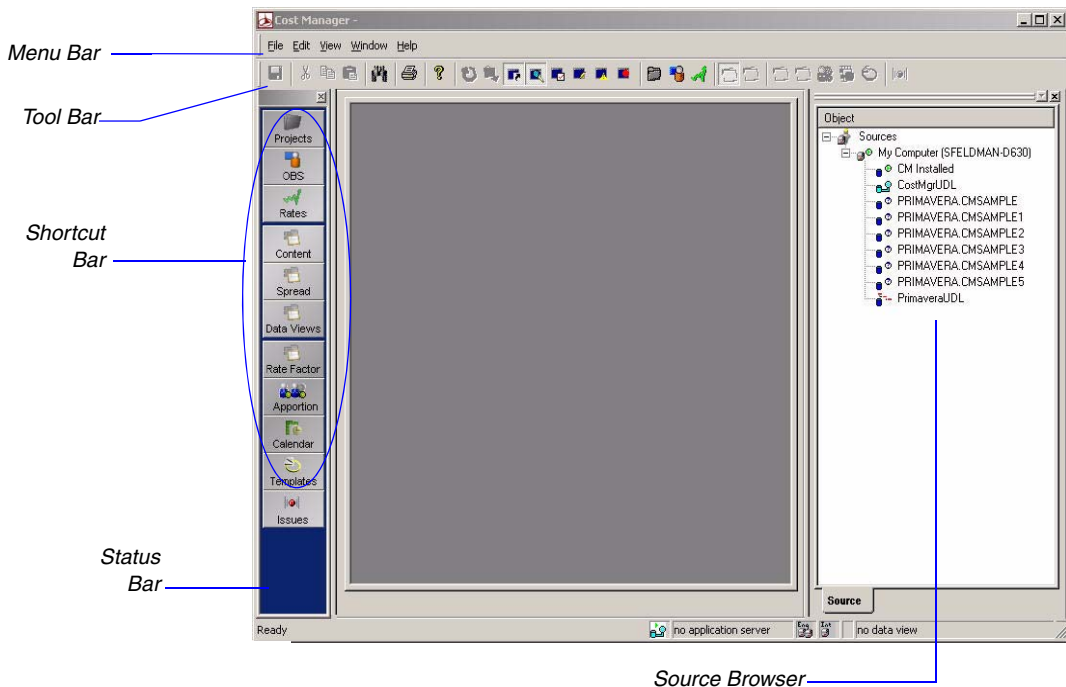 Cost Manager -
Menu Bar
File Edit View Window Help
Tool Bar
Projects
OBS
Rates
Shortcut
Bar
Content
Spread
Data Views
Rate Factor
Apportion
Calendar
Templates
Issues
Object
Sources
My Computer (SFELDMAN-D630)
CM Installed
CostMgrUDL
PRIMAVERA.CMSAMPLE
PRIMAVERA.CMSAMPLE1
PRIMAVERA.CMSAMPLE2
PRIMAVERA.CMSAMPLE3
PRIMAVERA.CMSAMPLE4
PRIMAVERA.CMSAMPLE5
PrimaveraUDL
Status
Bar
Source
Ready
no application server
Eng
Int
no data view
Source Browser